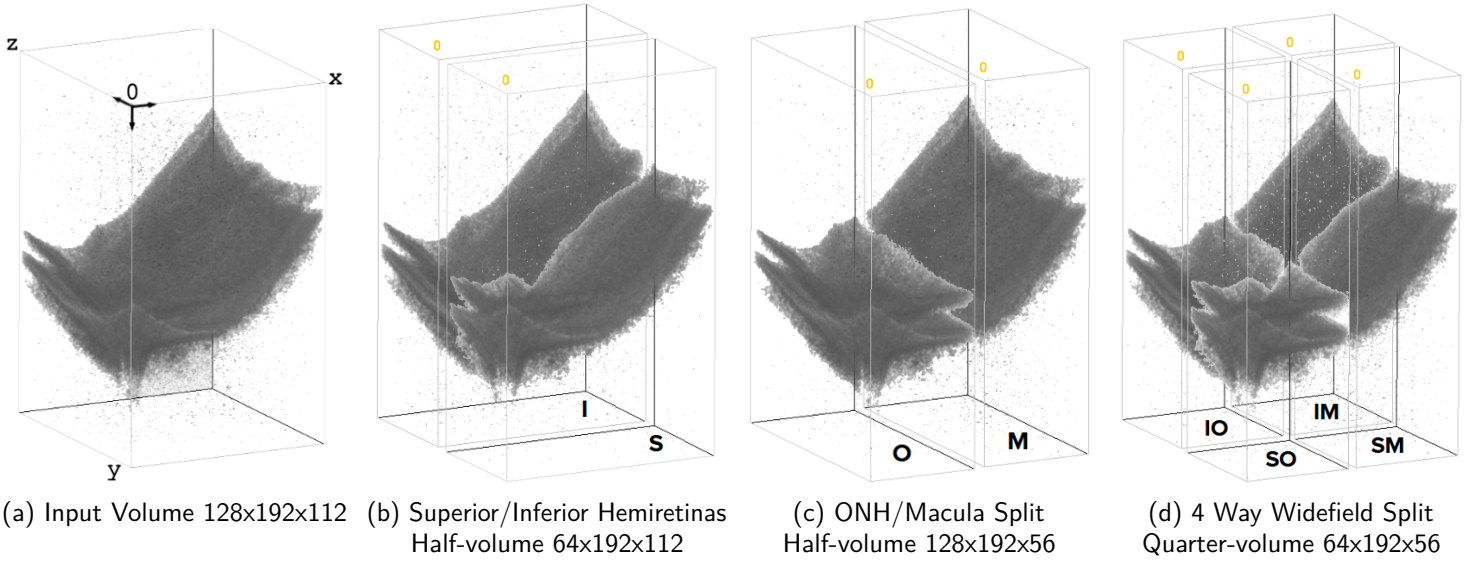 z
x
0
y
0
0
I
S
0
0
O
M
0
0
0
0
IO
IM
SO
SM
(a) Input Volume 128x192x112
(b) Superior/Inferior Hemiretinas
Half-volume 64x192x112
(c) ONH/Macula Split
Half-volume 128x192x56
(d) 4 Way Widefield Split
Quarter-volume 64x192x56